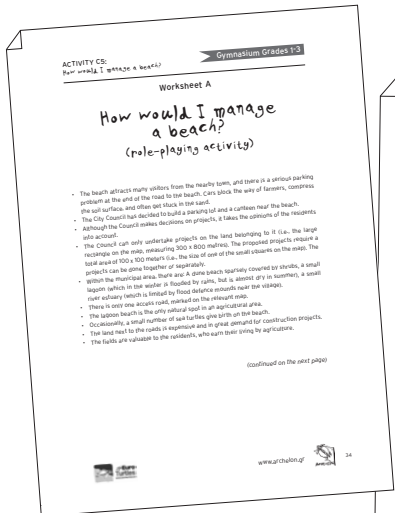 ACTIVITY C5:
How would I manage a beach?
Gymnasium Grades 1-3
Worksheet A
How would I manage
a beach?
(role-playing activity)
• The beach attracts many visitors from the nearby town, and there is a serious parking
problem at the end of the road to the beach. Cars block the way of farmers, compress
the soil surface, and often get stuck in the sand.
• The City Council has decided to build a parking lot and a canteen near the beach.
• Although the Council makes decisions on projects, it takes the opinions of the residents
into account.
• The Council can only undertake projects on the land belonging to it (i.e., the large
rectangle on the map, measuring 300 x 800 metres). The proposed projects require a
total area of 100 x 100 meters (i.e., the size of one of the small squares on the map). The
projects can be done together or separately.
• Within the municipal area, there are: A dune beach sparsely covered by shrubs, a small
lagoon (which in the winter is flooded by rains, but is almost dry in summer), a small
river estuary (which is limited by flood defence mounds near the village).
• There is only one access road, marked on the relevant map.
• The lagoon beach is the only natural spot in an agricultural area.
• Occasionally, a small number of sea turtles give birth on the beach.
• The land next to the roads is expensive and in great demand for construction projects.
• The fields are valuable to the residents, who earn their living by agriculture.
(continued on the next page)
www.archelon.gr
34